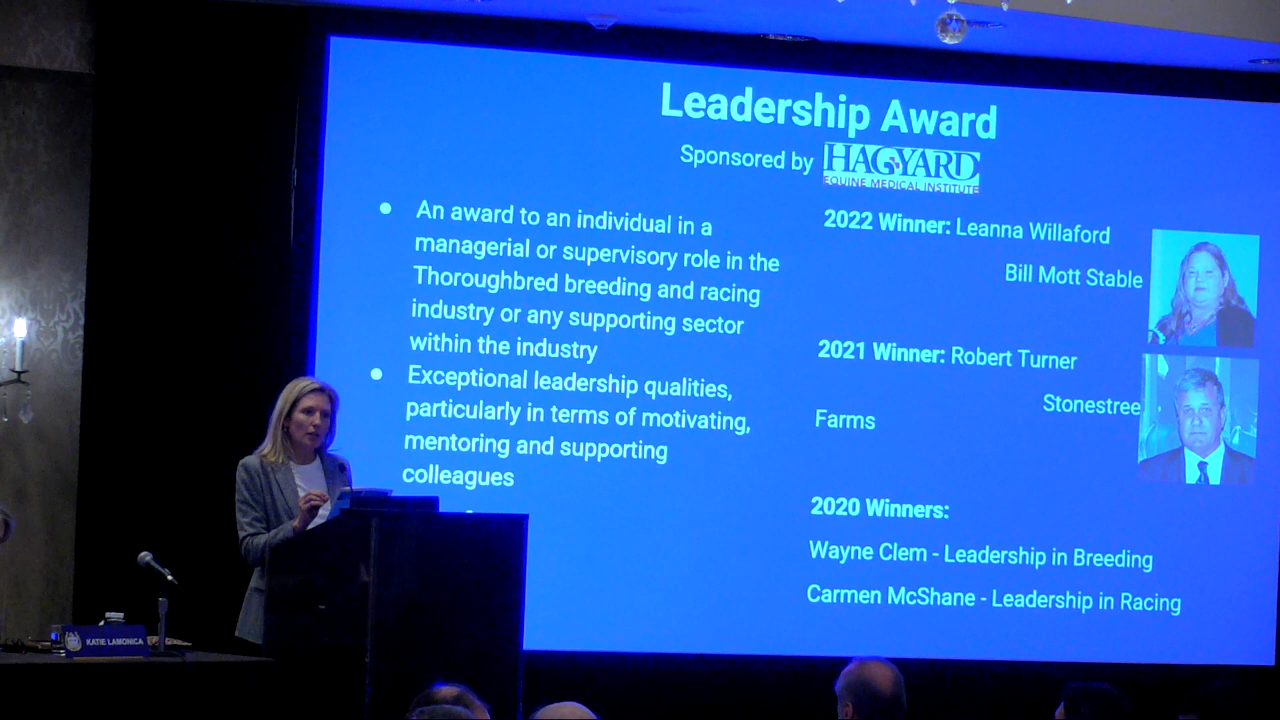 Leadership Award
Sponsored by HAGYARD
EQUINE MEDICAL INSTITUTE
● An award to an individual in a
managerial or supervisory role in the
Thoroughbred breeding and racing
industry or any supporting sector
within the industry
● Exceptional leadership qualities,
particularly in terms of motivating,
mentoring and supporting
colleagues
2022 Winner: Leanna Willaford
Bill Mott Stable
2021 Winner: Robert Turner
Stonestree
Farms
2020 Winners:
Wayne Clem - Leadership in Breeding
Carmen McShane - Leadership in Racing
KATIE LAMONICA